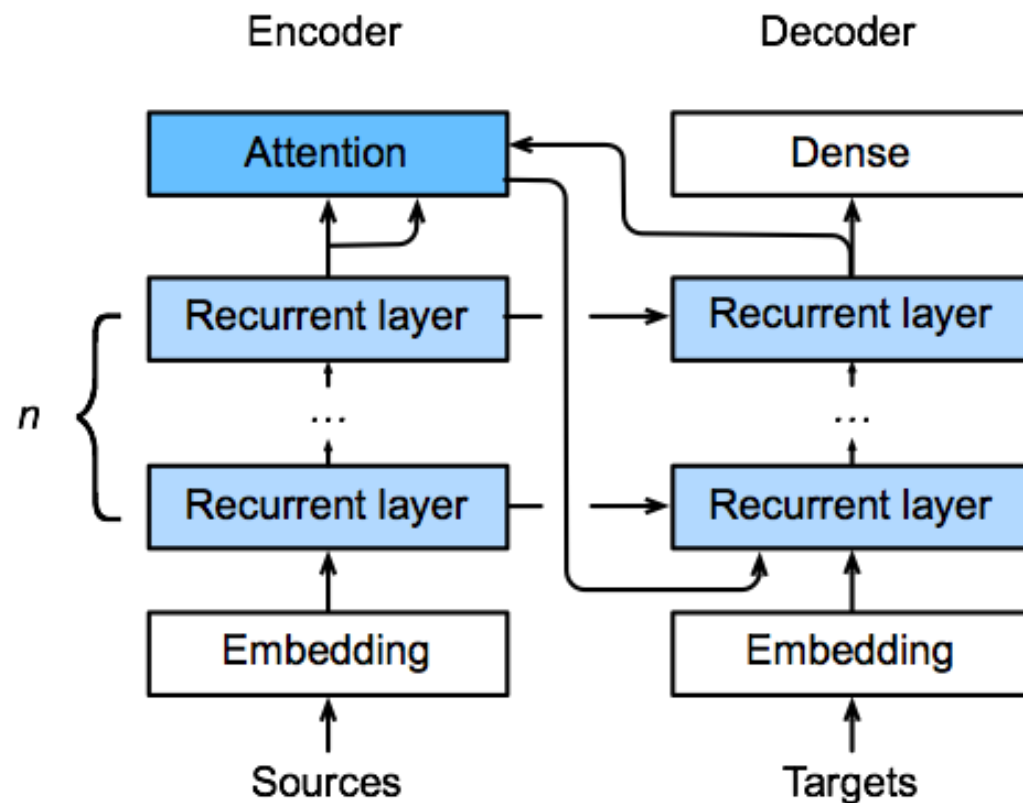 Encoder
Decoder
Attention
Dense
Recurrent layer
Recurrent layer
n
...
...
Recurrent layer
Recurrent layer
Embedding
Embedding
Sources
Targets